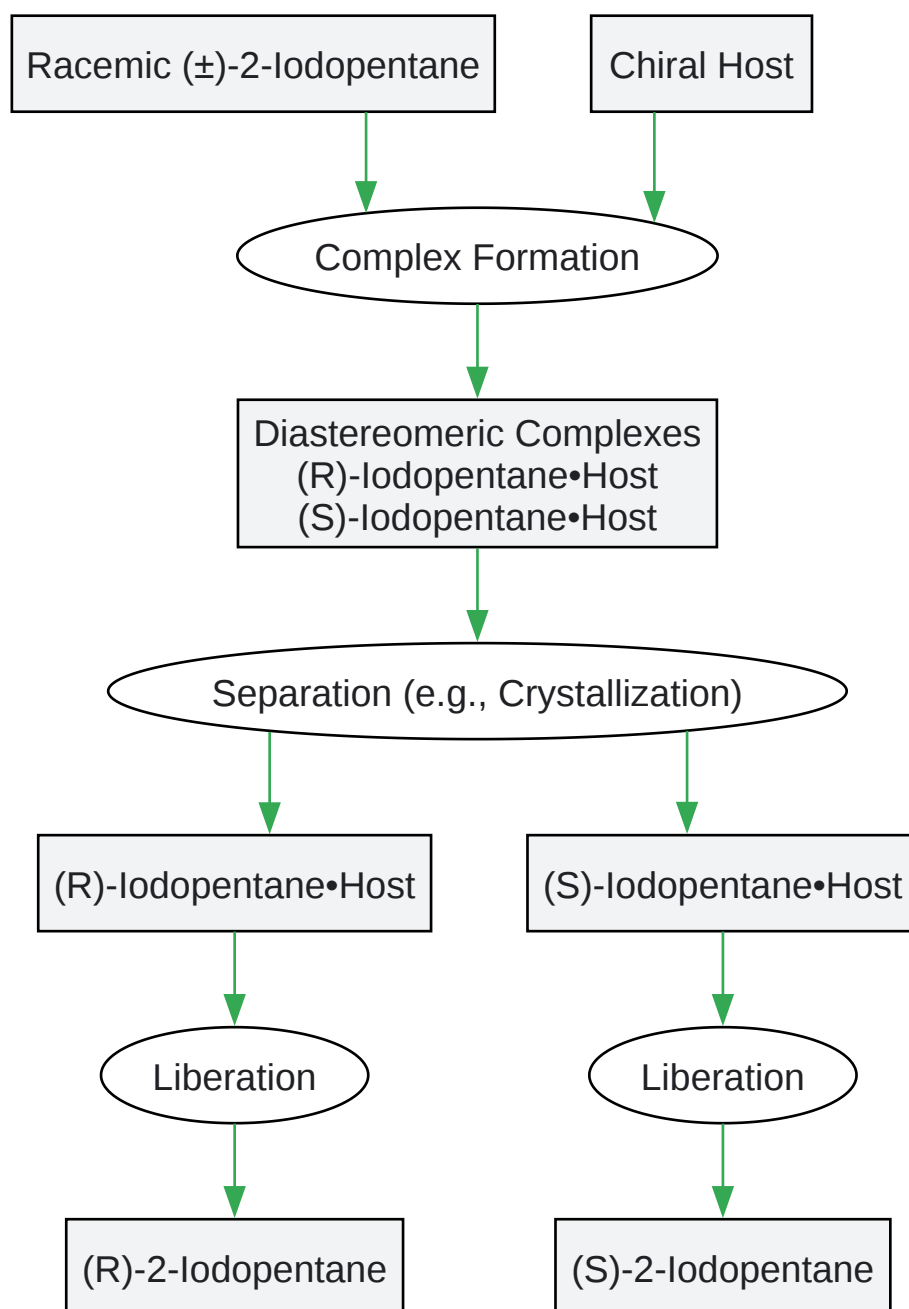 Racemic (±)-2-Iodopentane
Chiral Host
Complex Formation
Diastereomeric Complexes
(R)-Iodopentane•Host
(S)-Iodopentane•Host
Separation (e.g., Crystallization)
(R)-Iodopentane•Host
(S)-Iodopentane•Host
Liberation
Liberation
(R)-2-Iodopentane
(S)-2-Iodopentane